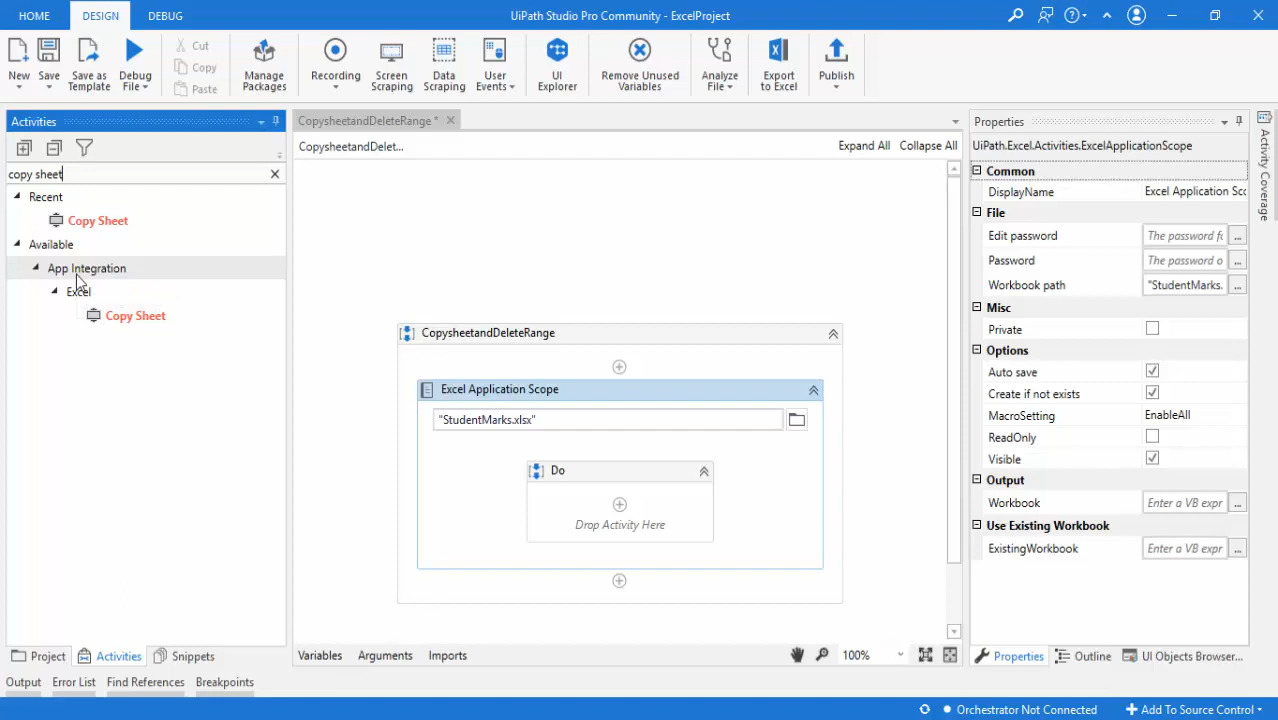 HOME DESIGN DEBUG UiPath Studio Pro Community - ExcelProject
New Save Save as Template Debug File Cut Copy Paste Manage Packages Recording Screen Scraping Data Scraping User Events UI Explorer Remove Unused Variables Analyze File Export to Excel Publish
Activities
copy sheet
Recent
Copy Sheet
Available
App Integration
Excel
Copy Sheet
Project Activities Snippets
CopysheetandDeleteRange *
CopysheetandDelet... Expand All Collapse All
CopysheetandDeleteRange
Excel Application Scope
"StudentMarks.xlsx"
Do
Drop Activity Here
Variables Arguments Imports 100%
Properties
UiPath.Excel.Activities.ExcelApplicationScope
Common
DisplayName Excel Application Sc
File
Edit password The password f ...
Password The password o ...
Workbook path "StudentMarks. ...
Misc
Private
Options
Auto save
Create if not exists
MacroSetting EnableAll
ReadOnly
Visible
Output
Workbook Enter a VB expr ...
Use Existing Workbook
ExistingWorkbook Enter a VB expr ...
Properties Outline UI Objects Browser...
Activity Coverage
Output Error List Find References Breakpoints
Orchestrator Not Connected Add To Source Control